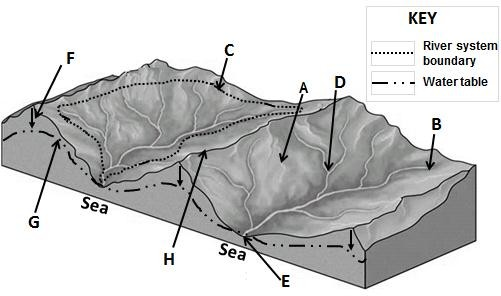 KEY
River system
boundary
Water table
F
C
A
D
B
G
Sea
H
Sea
E